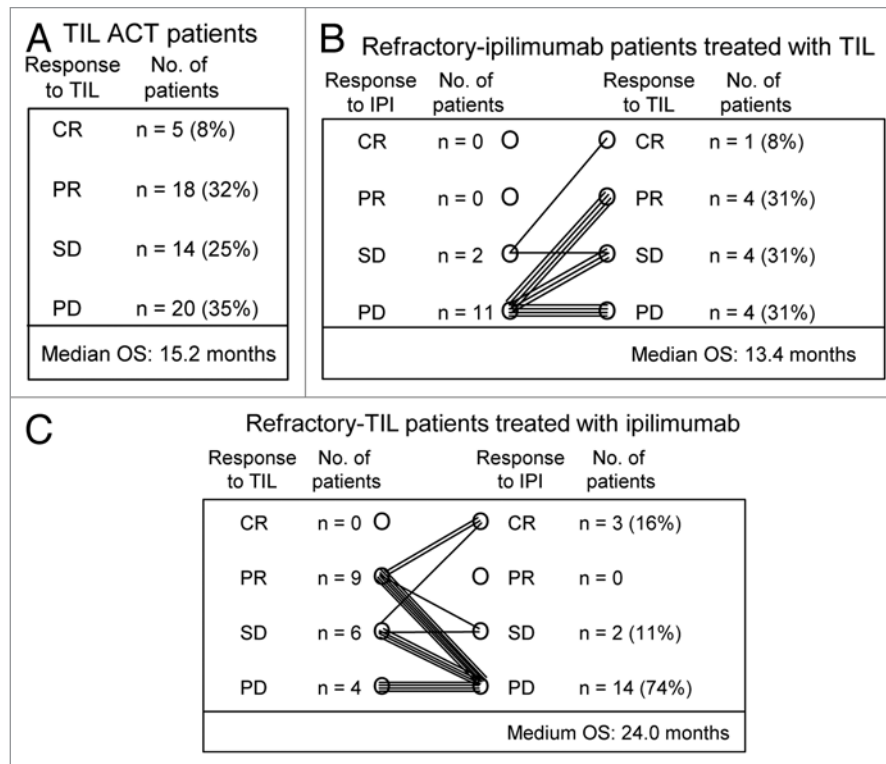 A TIL ACT patients
Response No. of
to TIL patients
CR n = 5 (8%)
PR n = 18 (32%)
SD n = 14 (25%)
PD n = 20 (35%)
Median OS: 15.2 months
B Refractory-ipilimumab patients treated with TIL
Response No. of Response No. of
to IPI patients to TIL patients
CR n = 0 CR n = 1 (8%)
PR n = 0 PR n = 4 (31%)
SD n = 2 SD n = 4 (31%)
PD n = 11 PD n = 4 (31%)
Median OS: 13.4 months
C Refractory-TIL patients treated with ipilimumab
Response No. of Response No. of
to TIL patients to IPI patients
CR n = 0 CR n = 3 (16%)
PR n = 9 PR n = 0
SD n = 6 SD n = 2 (11%)
PD n = 4 PD n = 14 (74%)
Medium OS: 24.0 months